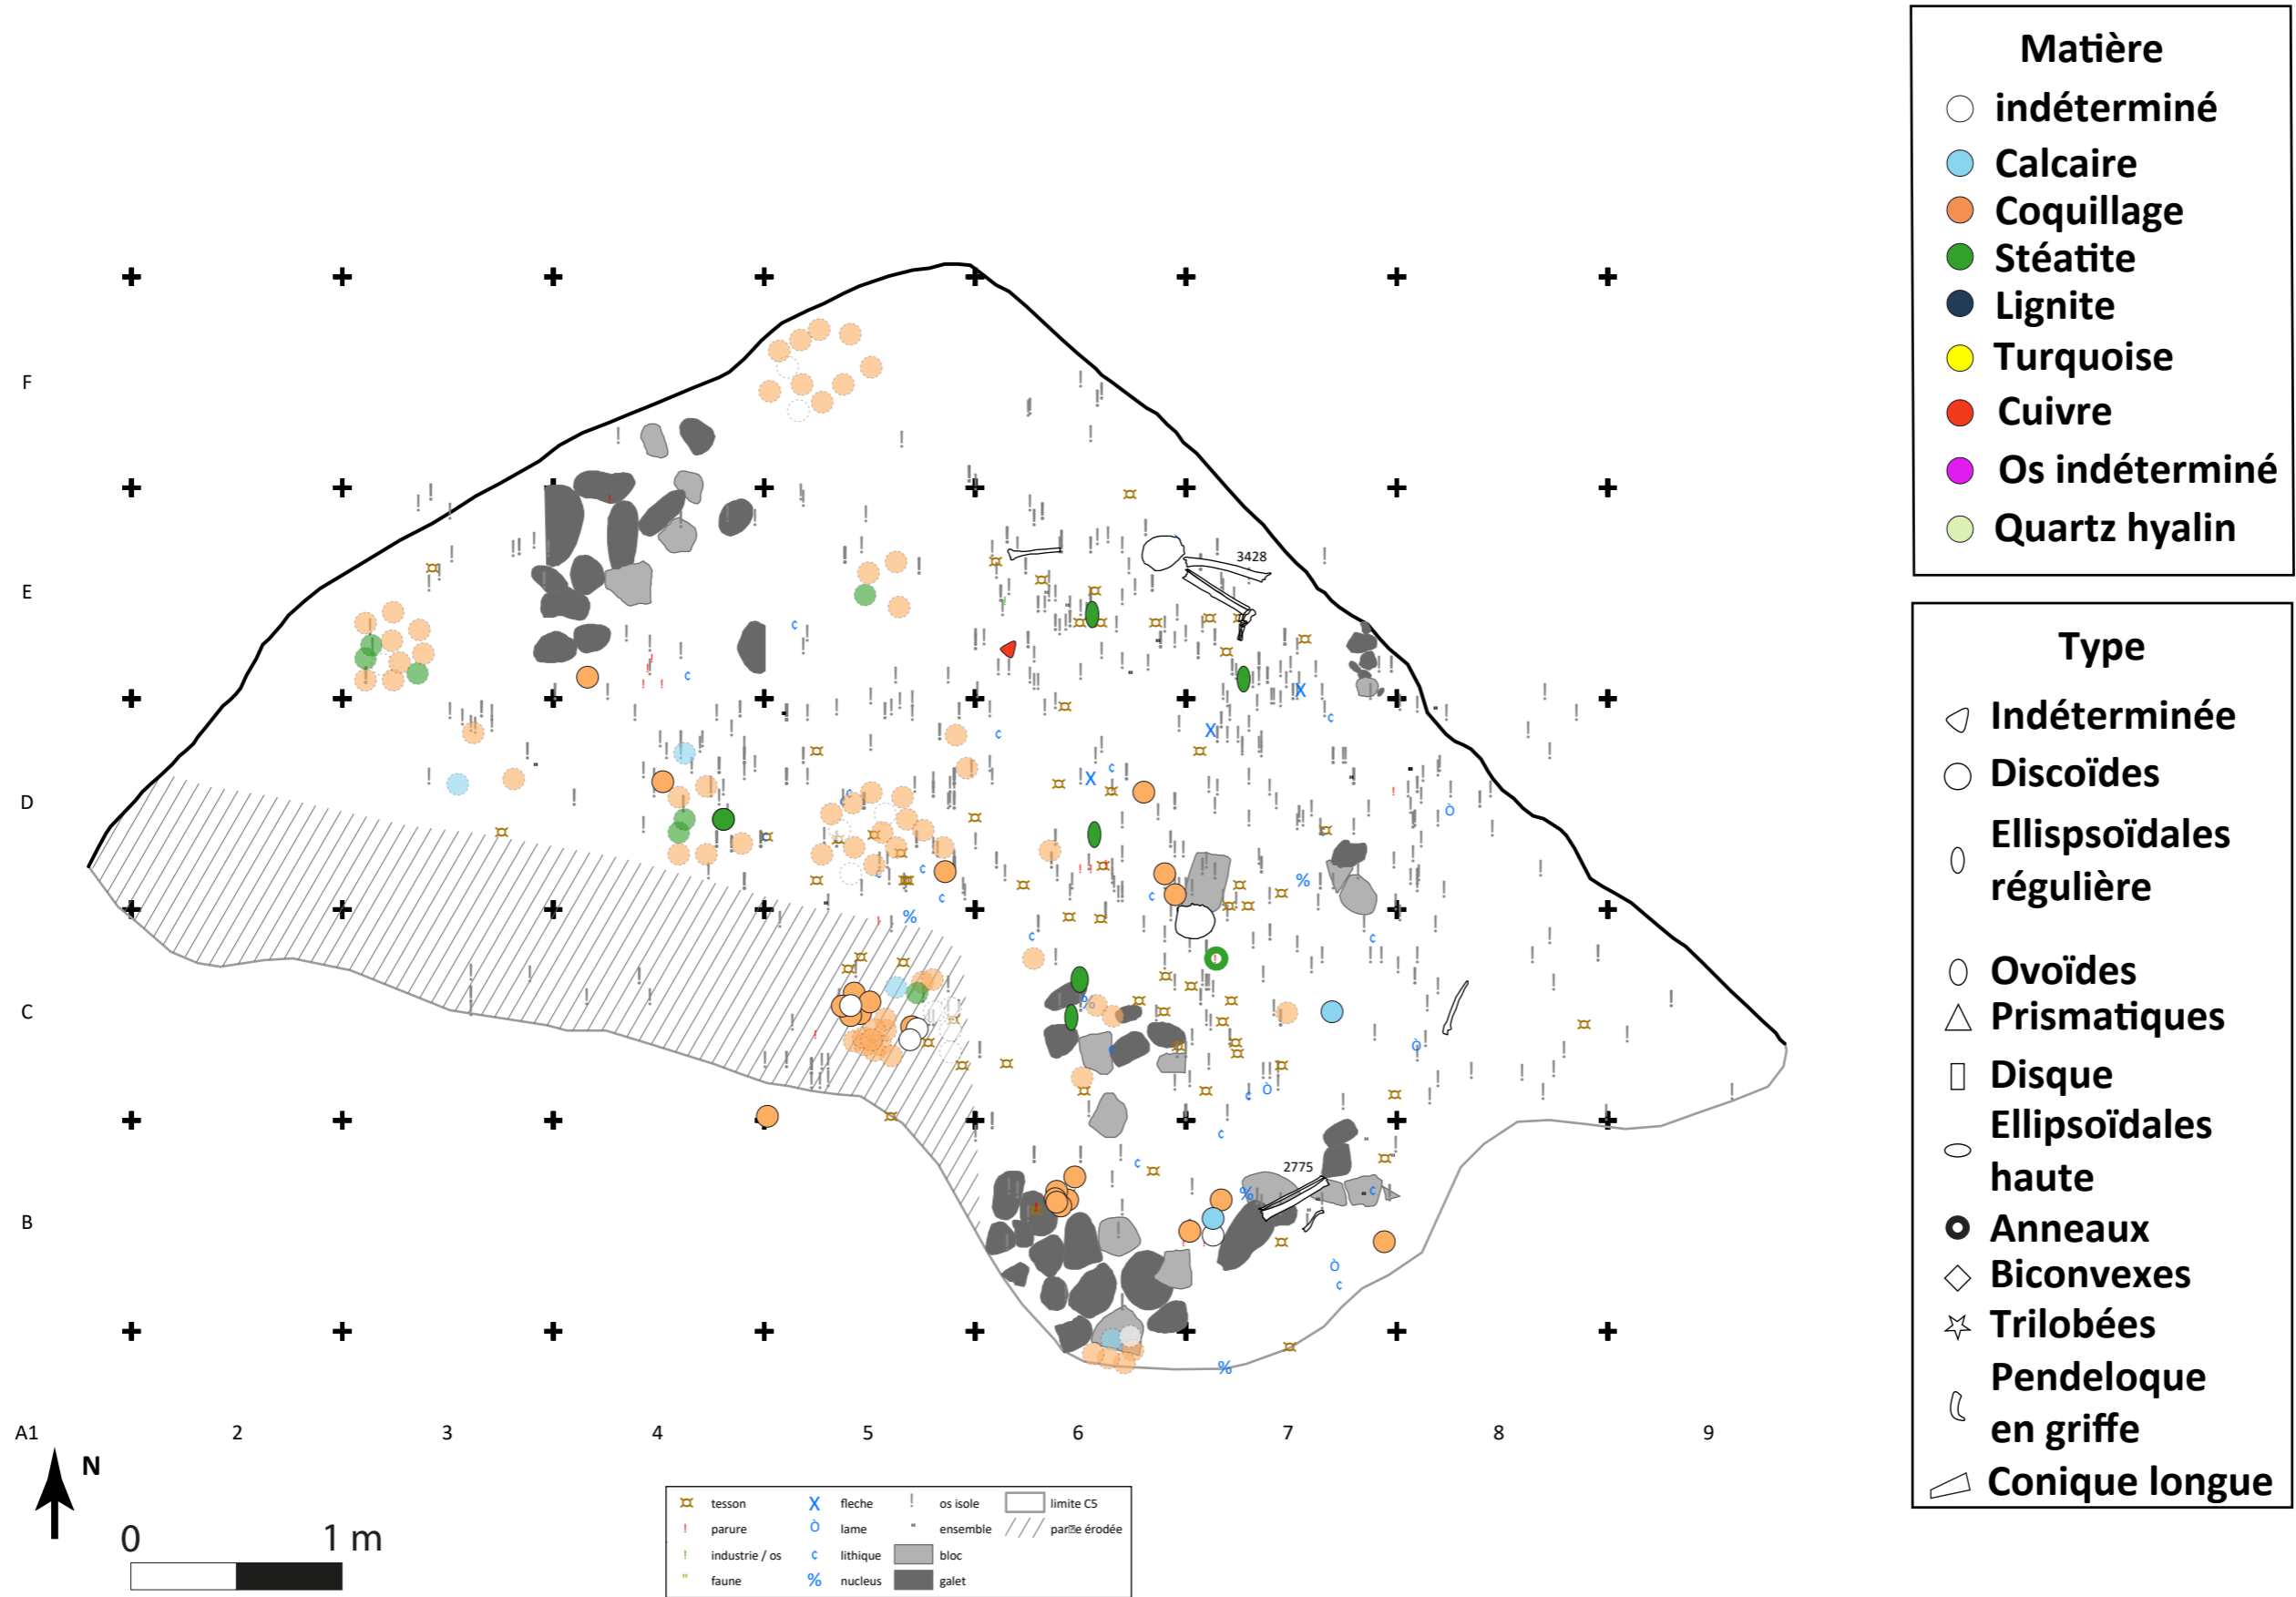 Matière
indéterminé
Calcaire
Coquillage
Stéatite
Lignite
Turquoise
Cuivre
Os indéterminé
Quartz hyalin
Type
Indéterminée
Discoïdes
Ellispsoïdales
régulière
Ovoïdes
Prismatiques
Disque
Ellipsoïdales
haute
Anneaux
Biconvexes
Trilobées
Pendeloque
en griffe
Conique longue
F
E
3428
D
C
2775
B
A1 2 3 4 5 6 7 8 9
N
0 1 m
tesson fleche os isole limite C5
parure lame ensemble érodée
industrie / os lithique bloc
faune nucleus galet